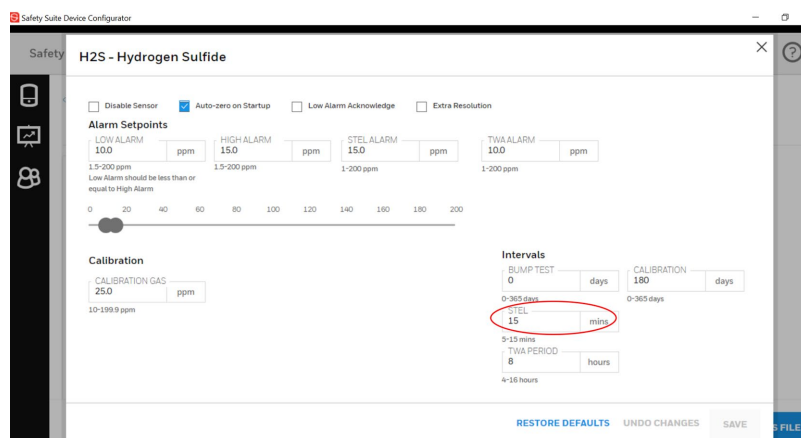 Safety Suite Device Configurator
Safety
H2S - Hydrogen Sulfide
Disable Sensor
Auto-zero on Startup
Low Alarm Acknowledge
Extra Resolution
Alarm Setpoints
LOW ALARM
10.0 ppm
1.5-200 ppm
Low Alarm should be less than or
equal to High Alarm
HIGH ALARM
15.0 ppm
1.5-200 ppm
STEL ALARM
15.0 ppm
1-200 ppm
TWA ALARM
10.0 ppm
1-200 ppm
0 20 40 60 80 100 120 140 160 180 200
Calibration
CALIBRATION GAS
25.0 ppm
10-199.9 ppm
Intervals
BUMP TEST
0 days
0-365 days
CALIBRATION
180 days
0-365 days
STEL
15 mins
5-15 mins
TWA PERIOD
8 hours
4-16 hours
RESTORE DEFAULTS UNDO CHANGES SAVE
S FILE